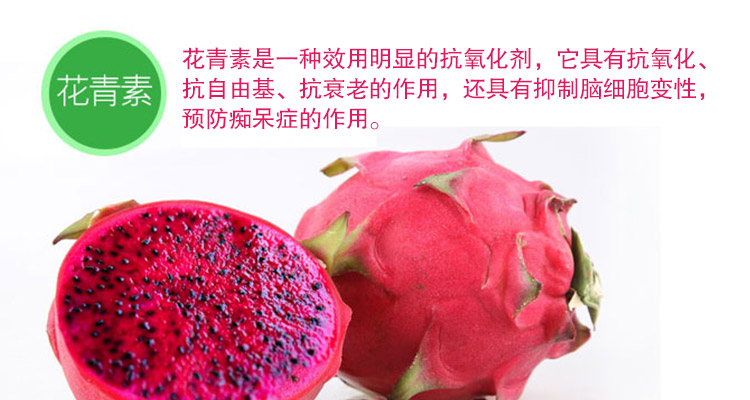 花青素
花青素是一种效用明显的抗氧化剂，它具有抗氧化、
抗自由基、抗衰老的作用，还具有抑制脑细胞变性，
预防痴呆症的作用。